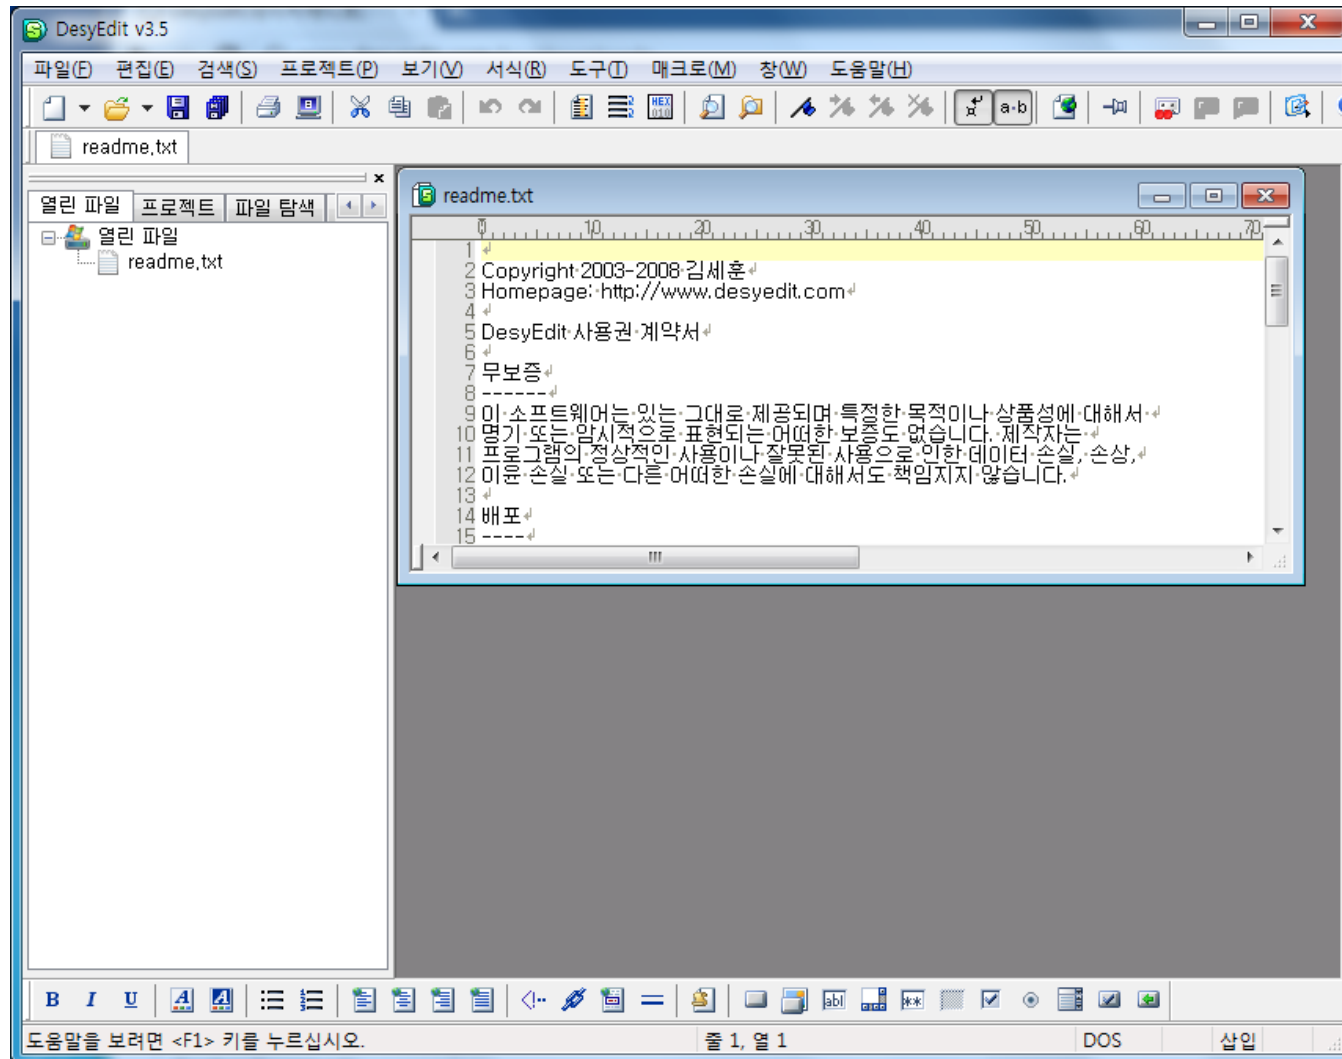 DesyEdit v3.5
파일(F) 편집(E) 검색(S) 프로젝트(P) 보기(V) 서식(R) 도구(T) 매크로(M) 창(W) 도움말(H)
HEX 010 a·b
readme.txt
열린 파일 프로젝트 파일 탐색
열린 파일
readme.txt
readme.txt
0 10 20 30 40 50 60 70
1
2 Copyright 2003-2008 김세훈
3 Homepage: http://www.desyedit.com
4
5 DesyEdit 사용권 계약서
6
7 무보증
8 ------
9 이 소프트웨어는 있는 그대로 제공되며 특정한 목적이나 상품성에 대해서
10 명기 또는 암시적으로 표현되는 어떠한 보증도 없습니다. 제작자는
11 프로그램의 정상적인 사용이나 잘못된 사용으로 인한 데이터 손실, 손상,
12 이윤 손실 또는 다른 어떠한 손실에 대해서도 책임지지 않습니다.
13
14 배포
15 ----
B I U A A abl **
도움말을 보려면 <F1> 키를 누르십시오. 줄 1, 열 1 DOS 삽입